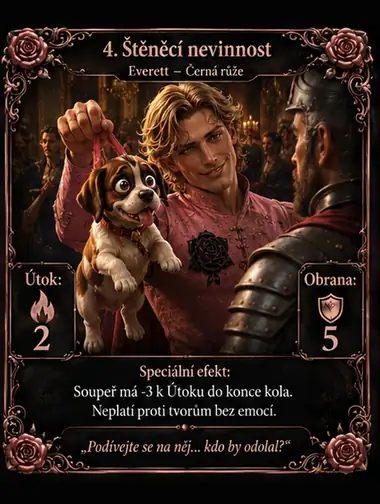 4. Štěněcí nevinnost
Everett – Černá růže
Útok:
2
Obrana:
5
Speciální efekt:
Soupeř má -3 k Útoku do konce kola.
Neplatí proti tvorům bez emocí.
„Podívejte se na něj... kdo by odolal?“